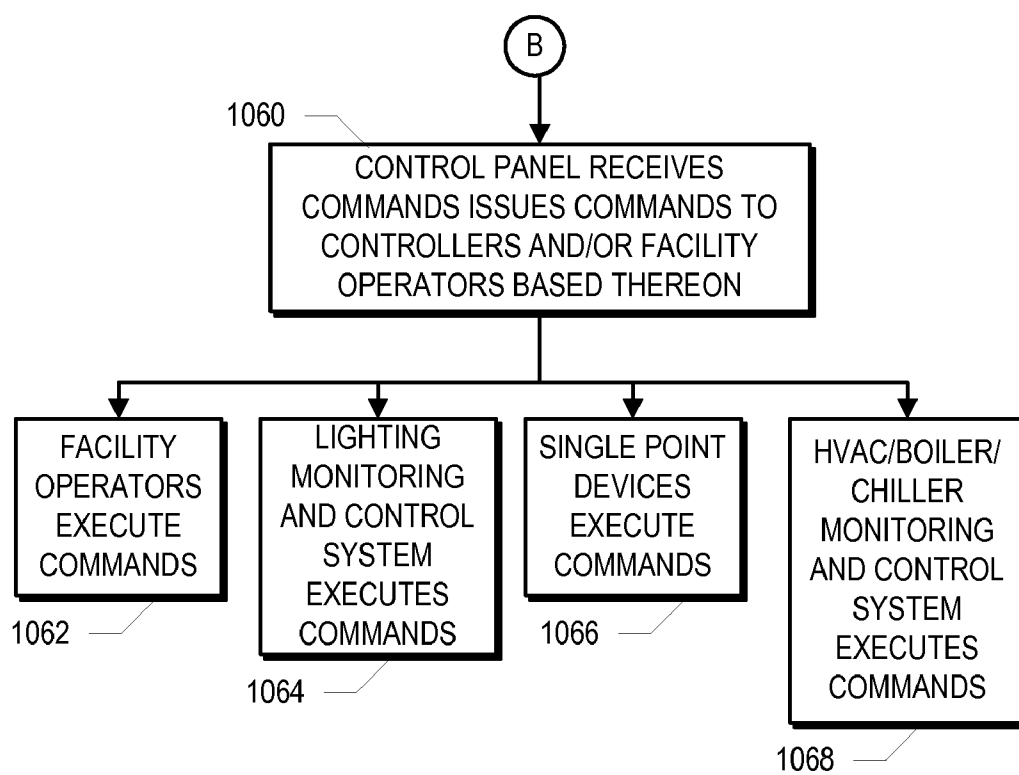 B
1060
CONTROL PANEL RECEIVES
COMMANDS ISSUES COMMANDS TO
CONTROLLERS AND/OR FACILITY
OPERATORS BASED THEREON
FACILITY
OPERATORS
EXECUTE
COMMANDS
1062
LIGHTING
MONITORING
AND CONTROL
SYSTEM
EXECUTES
COMMANDS
1064
SINGLE POINT
DEVICES
EXECUTE
COMMANDS
1066
HVAC/BOILER/
CHILLER
MONITORING
AND CONTROL
SYSTEM
EXECUTES
COMMANDS
1068